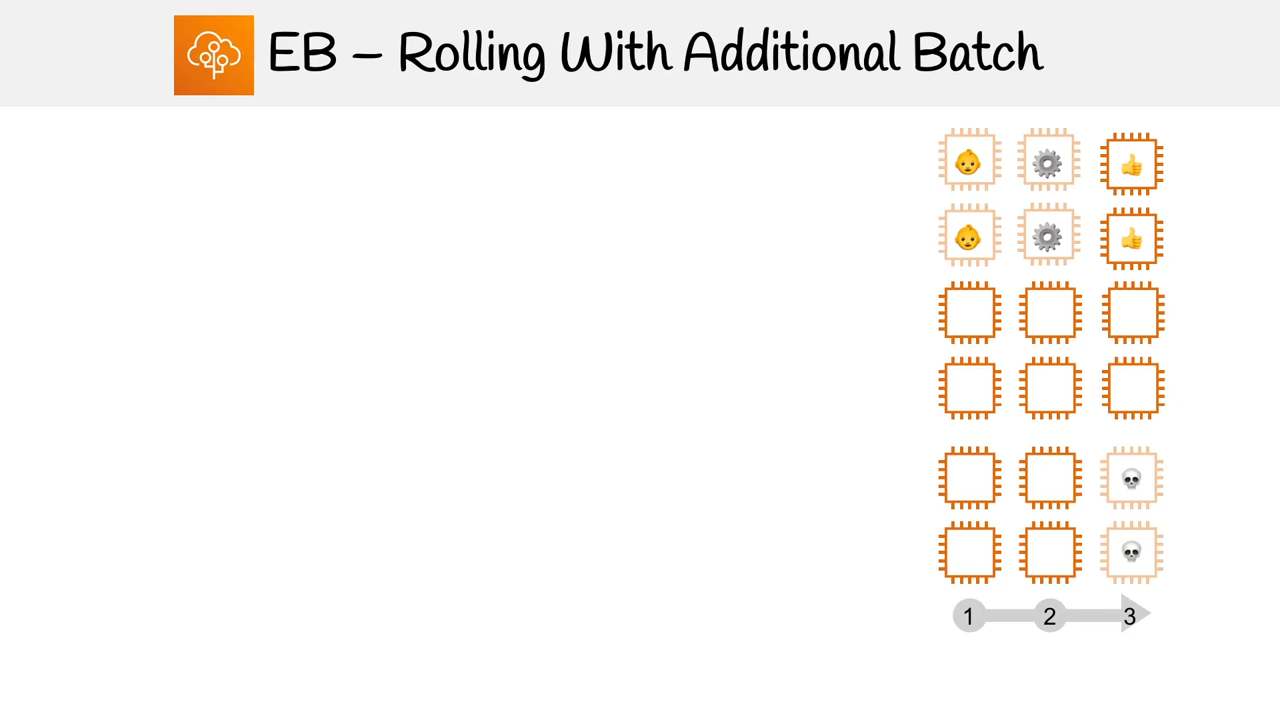 EB – Rolling With Additional Batch
1 2 3